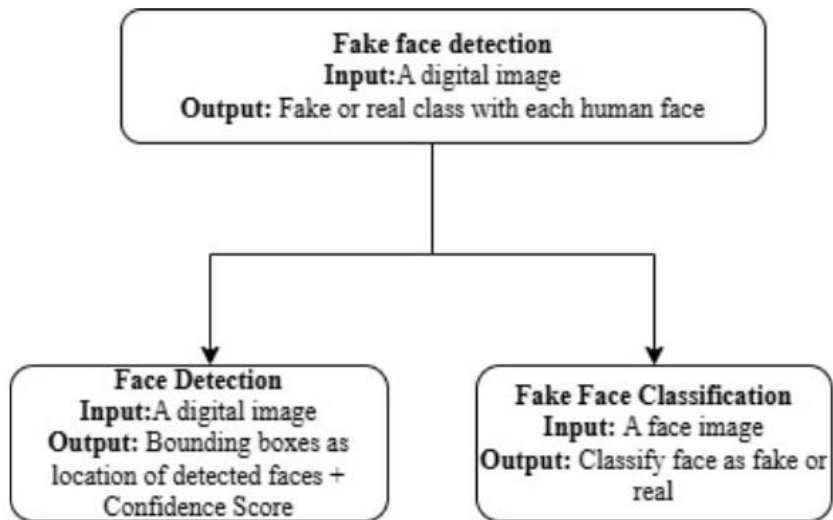 Fake face detection
Input:A digital image
Output: Fake or real class with each human face
Face Detection
Input:A digital image
Output: Bounding boxes as
location of detected faces +
Confidence Score
Fake Face Classification
Input: A face image
Output: Classify face as fake or
real